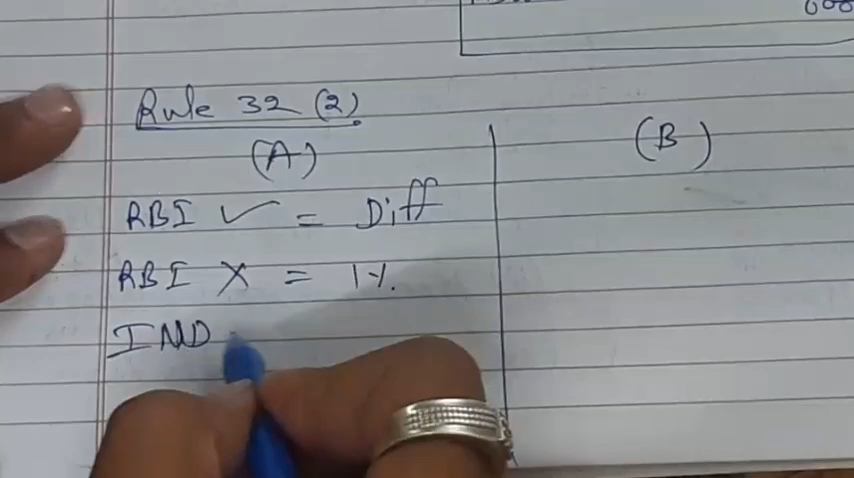 Rule 32 (2)
(A)
(B)
RBI ✓ = Diff
RBI X = 1%.
IND